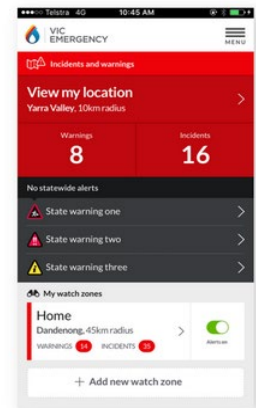 Telstra 4G 10:45 AM
VIC
EMERGENCY
MENU
Incidents and warnings
View my location
Yarra Valley, 10km radius
Warnings Incidents
8 16
No statewide alerts
State warning one
State warning two
State warning three
My watch zones
Home
Dandenong, 45km radius
WARNINGS 14 INCIDENTS 35
Alerts on
+ Add new watch zone